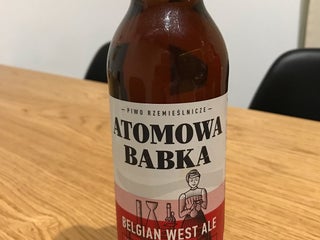 PIWO RZEMIEŚLNICZE
ATOMOWA
BABKA
BELGIAN WEST ALE